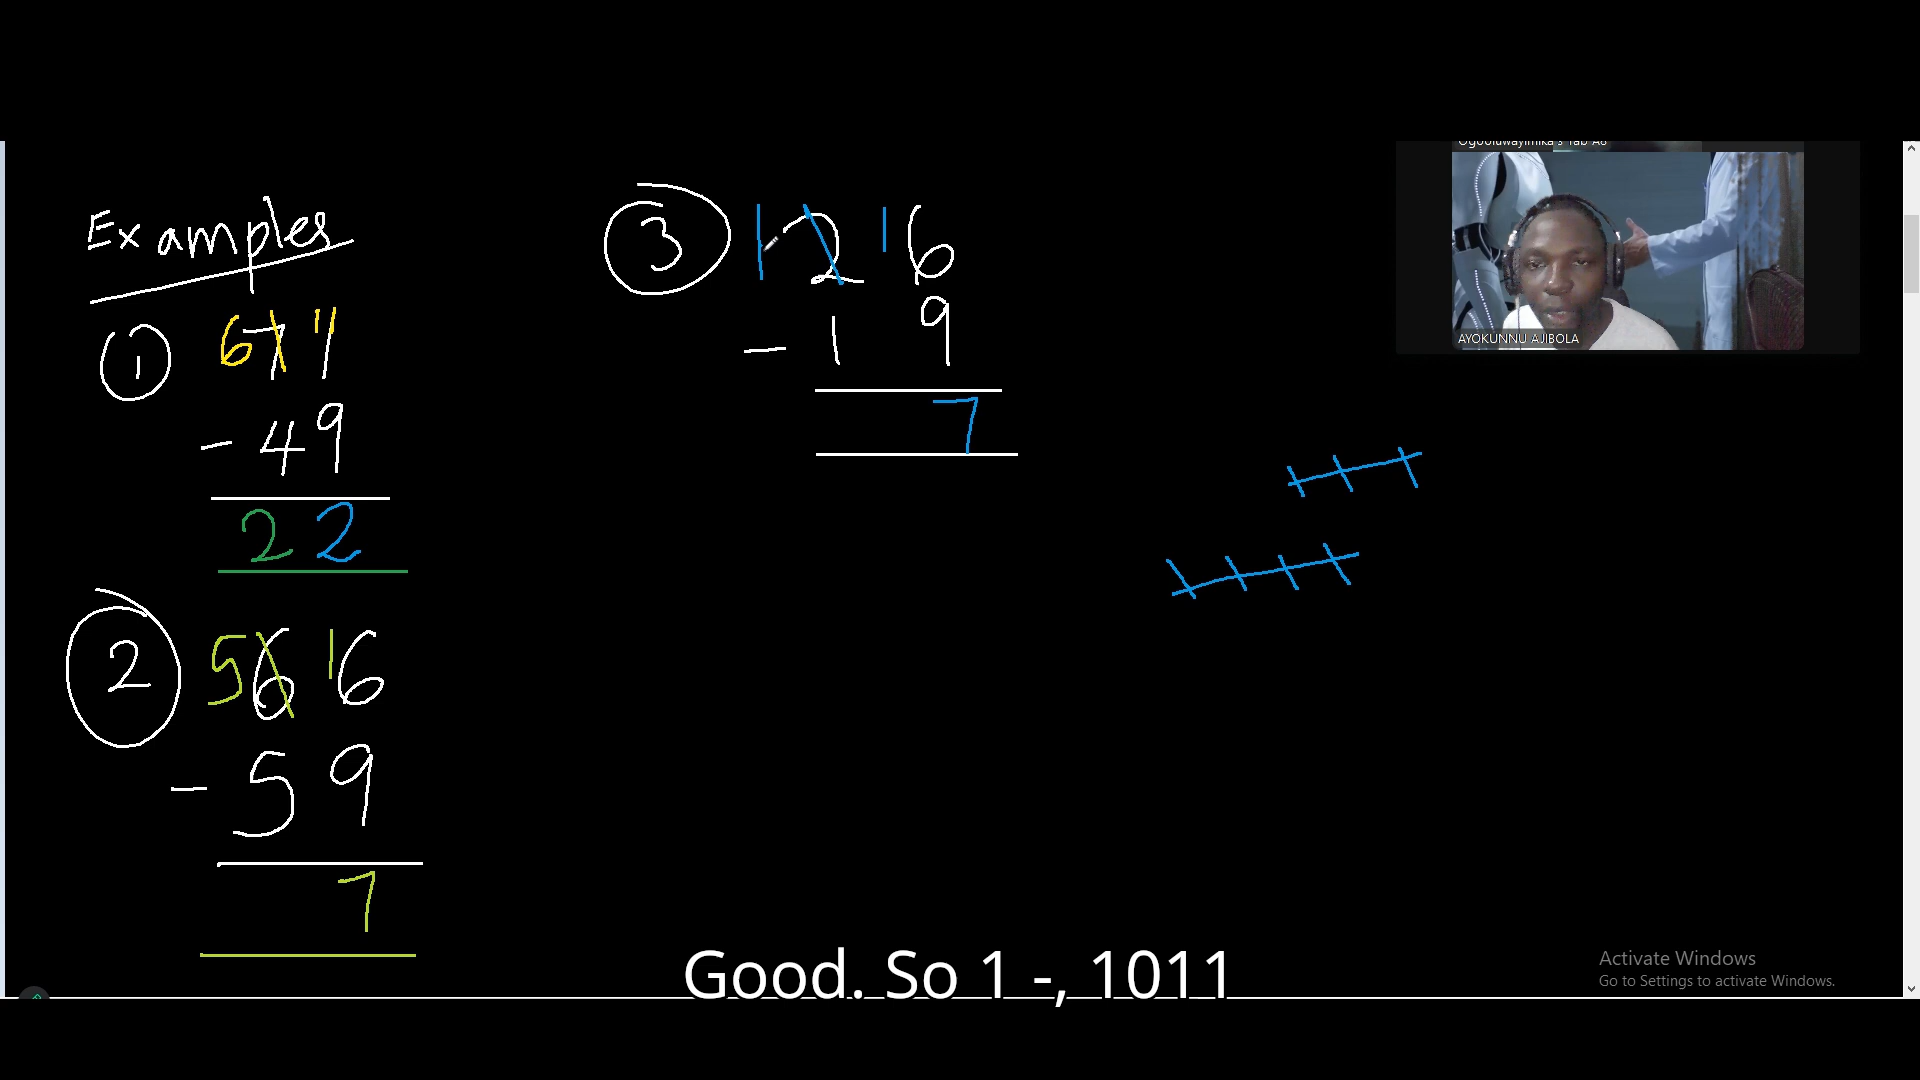 Examples
① 6 7 1 1
- 4 9
2 2
② 5 6 1 6
- 5 9
7
③ 1 2 1 6
- 1 9
7
AYOKUNNU AJIBOLA
Good. So 1 -, 1011
Activate Windows
Go to Settings to activate Windows.